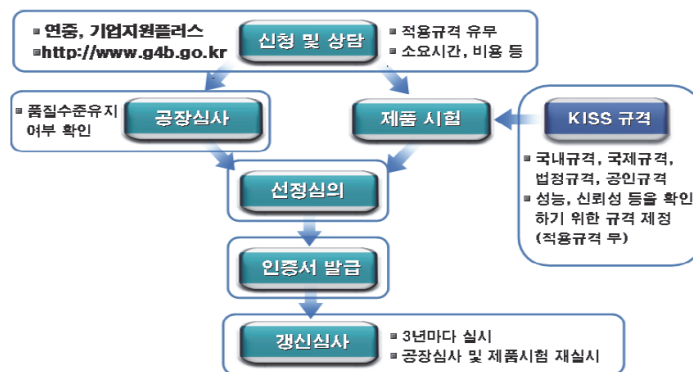 ▪ 연중, 기업지원플러스
▪ http://www.g4b.go.kr
신청 및 상담
▪ 적용규격 유무
▪ 소요시간, 비용 등
▪ 품질수준유지
여부 확인
공장심사
제품 시험
KISS 규격
▪ 국내규격, 국제규격,
법정규격, 공인규격
▪ 성능, 신뢰성 등을 확인
하기 위한 규격 제정
(적용규격 무)
선정심의
인증서 발급
갱신심사
▪ 3년마다 실시
▪ 공장심사 및 제품시험 재실시